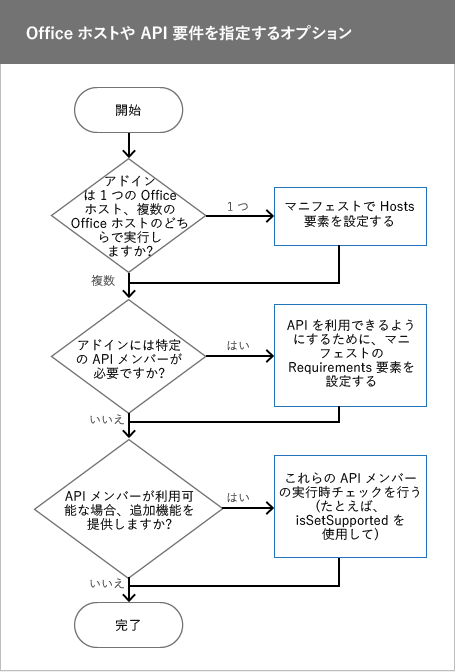 Office ホストや API 要件を指定するオプション
開始
アドイン
は 1 つの Office
ホスト、複数の
Office ホストのどち
らで実行し
ますか?
1 つ
マニフェストで Hosts
要素を設定する
複数
アドインには特定
の API メンバーが
必要ですか?
はい
API を利用できるよう
にするために、マニ
フェストの
Requirements 要素を
設定する
いいえ
API メンバーが利用可
能な場合、追加機能を
提供しますか?
はい
これらの API メンバー
の実行時チェックを行う
(たとえば、
isSetSupported を
使用して)
いいえ
完了